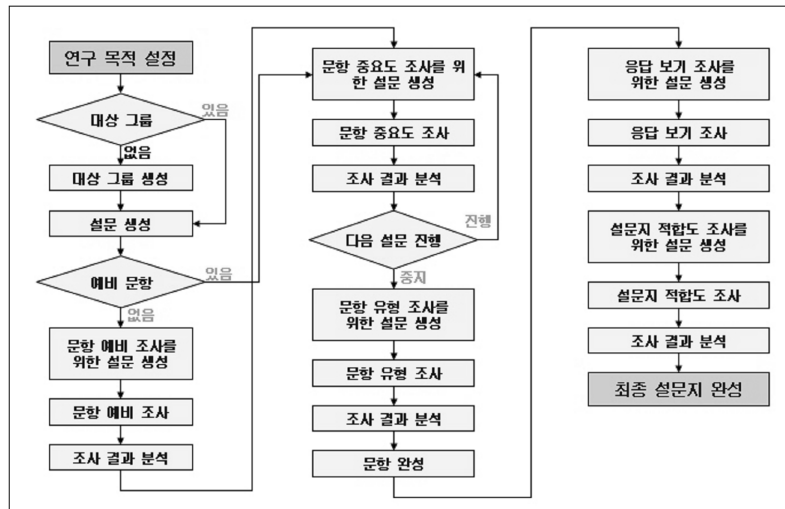 연구 목적 설정
대상 그룹
있음
없음
대상 그룹 생성
설문 생성
예비 문항
있음
없음
문항 예비 조사를
위한 설문 생성
문항 예비 조사
조사 결과 분석
문항 중요도 조사를 위
한 설문 생성
문항 중요도 조사
조사 결과 분석
다음 설문 진행
진행
중지
문항 유형 조사를
위한 설문 생성
문항 유형 조사
조사 결과 분석
문항 완성
응답 보기 조사를
위한 설문 생성
응답 보기 조사
조사 결과 분석
설문지 적합도 조사를
위한 설문 생성
설문지 적합도 조사
조사 결과 분석
최종 설문지 완성